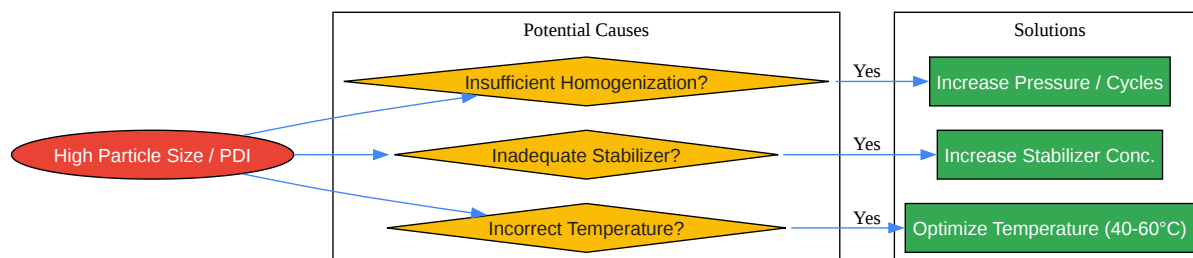 Potential Causes
Solutions
Insufficient Homogenization?
Yes
Increase Pressure / Cycles
High Particle Size / PDI
Inadequate Stabilizer?
Yes
Increase Stabilizer Conc.
Incorrect Temperature?
Yes
Optimize Temperature (40-60°C)